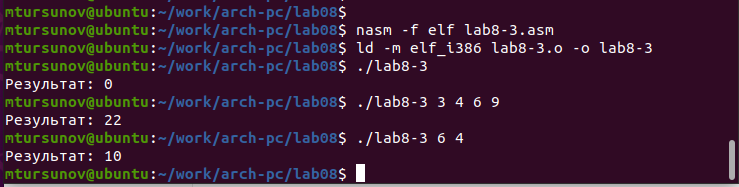 mtursunov@ubuntu:~/work/arch-pc/lab08$
mtursunov@ubuntu:~/work/arch-pc/lab08$ nasm -f elf lab8-3.asm
mtursunov@ubuntu:~/work/arch-pc/lab08$ ld -m elf_i386 lab8-3.o -o lab8-3
mtursunov@ubuntu:~/work/arch-pc/lab08$ ./lab8-3
Результат: 0
mtursunov@ubuntu:~/work/arch-pc/lab08$ ./lab8-3 3 4 6 9
Результат: 22
mtursunov@ubuntu:~/work/arch-pc/lab08$ ./lab8-3 6 4
Результат: 10
mtursunov@ubuntu:~/work/arch-pc/lab08$